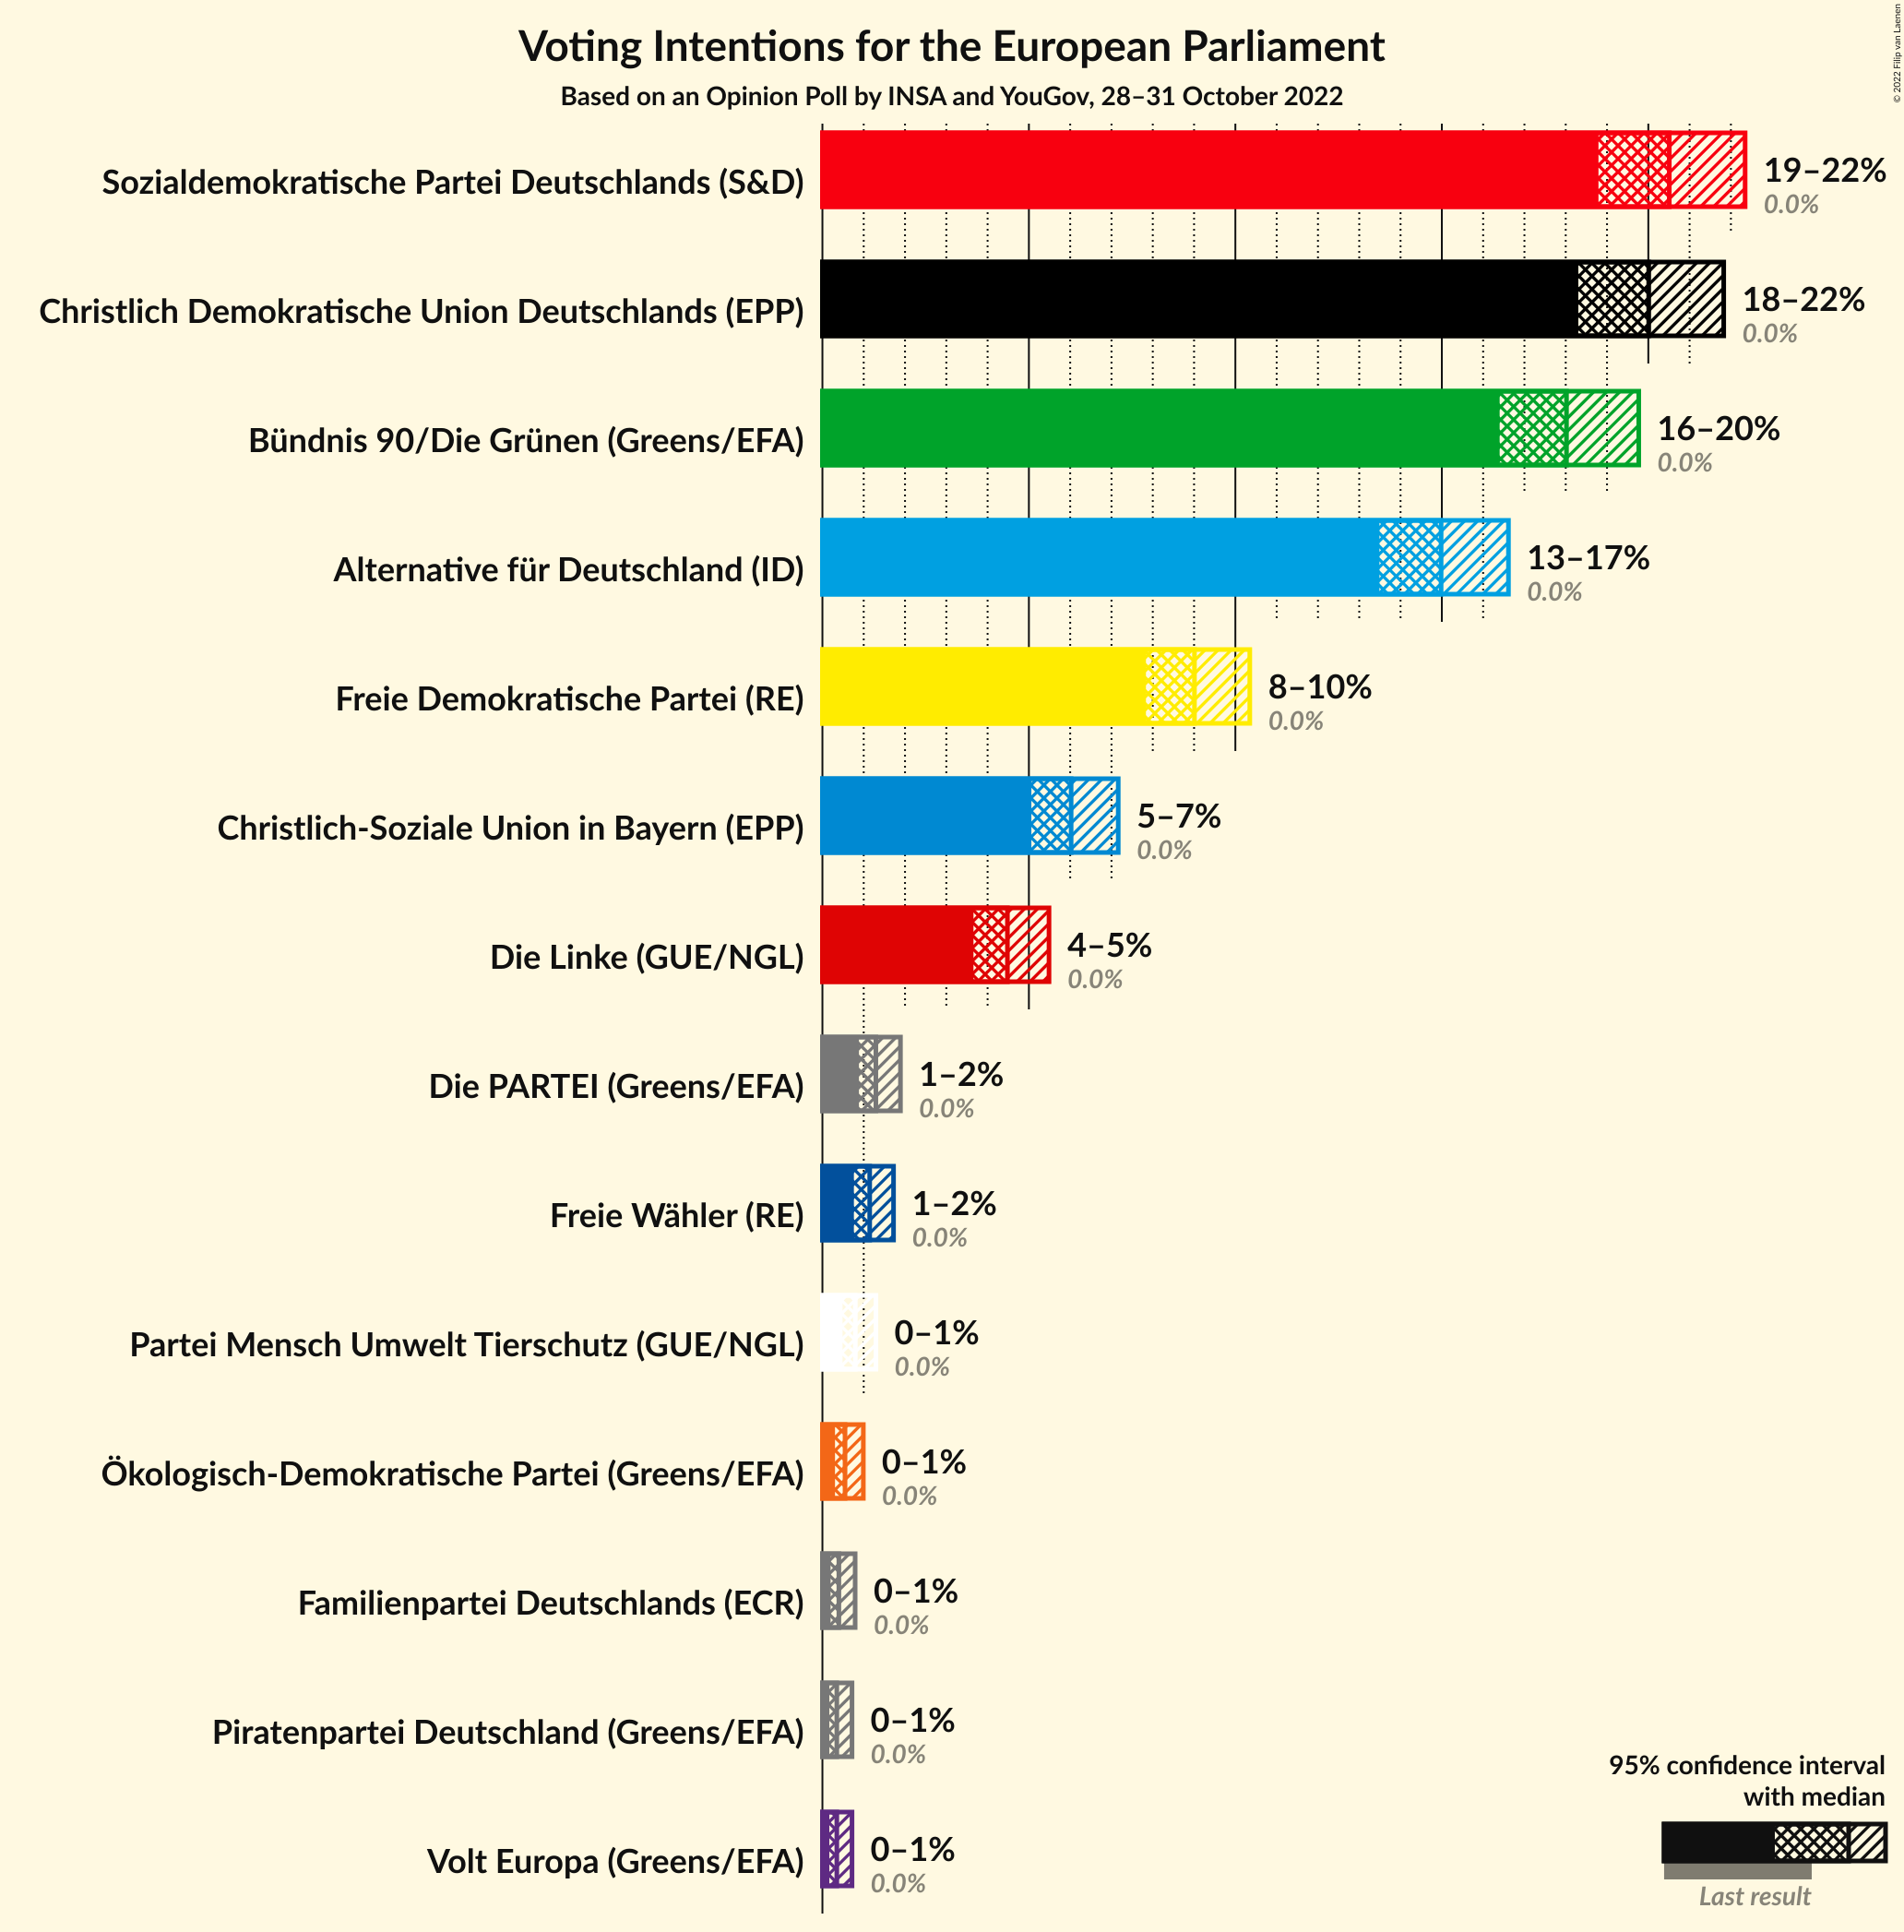 Voting Intentions for the European Parliament
Based on an Opinion Poll by INSA and YouGov, 28–31 October 2022
© 2022 Filip van Laenen
Sozialdemokratische Partei Deutschlands (S&D)
19–22%
0.0%
Christlich Demokratische Union Deutschlands (EPP)
18–22%
0.0%
Bündnis 90/Die Grünen (Greens/EFA)
16–20%
0.0%
Alternative für Deutschland (ID)
13–17%
0.0%
Freie Demokratische Partei (RE)
8–10%
0.0%
Christlich-Soziale Union in Bayern (EPP)
5–7%
0.0%
Die Linke (GUE/NGL)
4–5%
0.0%
Die PARTEI (Greens/EFA)
1–2%
0.0%
Freie Wähler (RE)
1–2%
0.0%
Partei Mensch Umwelt Tierschutz (GUE/NGL)
0–1%
0.0%
Ökologisch-Demokratische Partei (Greens/EFA)
0–1%
0.0%
Familienpartei Deutschlands (ECR)
0–1%
0.0%
Piratenpartei Deutschland (Greens/EFA)
0–1%
0.0%
Volt Europa (Greens/EFA)
0–1%
0.0%
95% confidence interval
with median
Last result